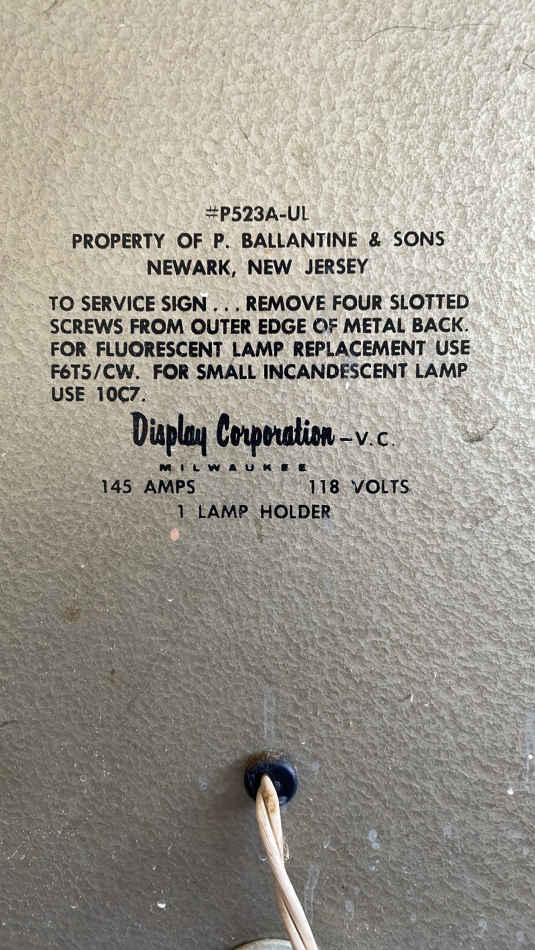 #P523A-UL
PROPERTY OF P. BALLANTINE & SONS
NEWARK, NEW JERSEY
TO SERVICE SIGN . . . REMOVE FOUR SLOTTED
SCREWS FROM OUTER EDGE OF METAL BACK.
FOR FLUORESCENT LAMP REPLACEMENT USE
F6T5/CW. FOR SMALL INCANDESCENT LAMP
USE 10C7.
Display Corporation – V. C.
MILWAUKEE
145 AMPS 118 VOLTS
1 LAMP HOLDER